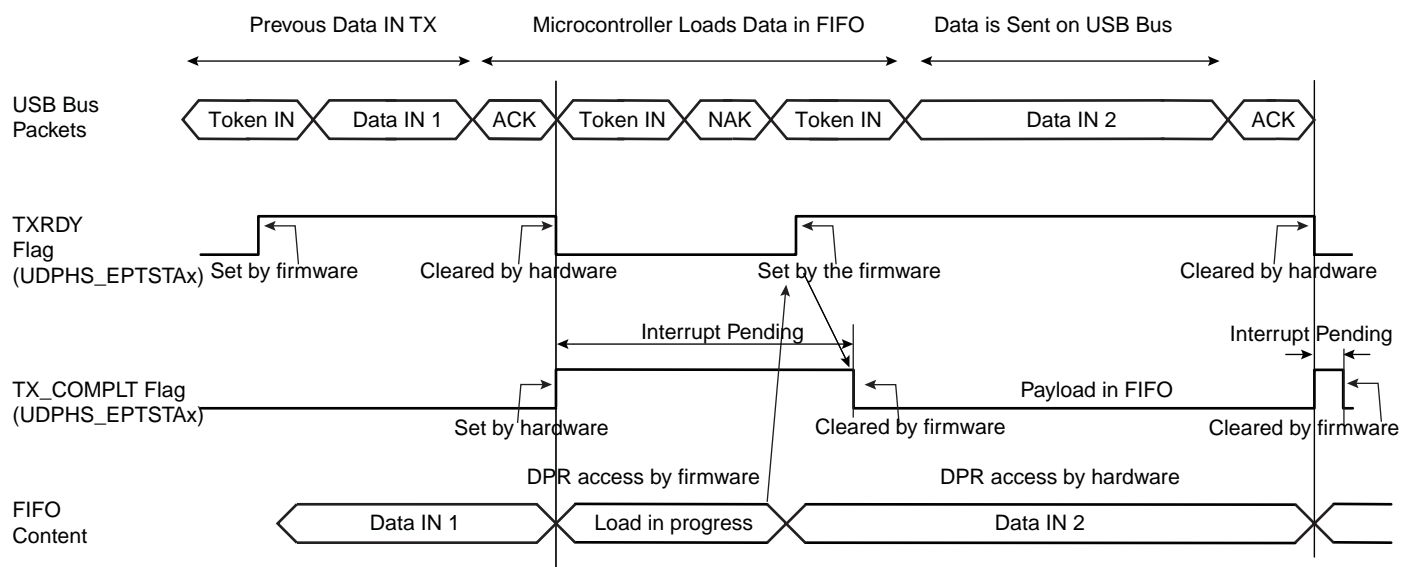 Prevous Data IN TX
Microcontroller Loads Data in FIFO
Data is Sent on USB Bus
USB Bus
Packets
Token IN
Data IN 1
ACK
Token IN
NAK
Token IN
Data IN 2
ACK
TXRDY
Flag
(UDPHS_EPTSTAx)
Set by firmware
Cleared by hardware
Set by the firmware
Cleared by hardware
Interrupt Pending
Interrupt Pending
TX_COMPLT Flag
(UDPHS_EPTSTAx)
Payload in FIFO
Set by hardware
Cleared by firmware
Cleared by firmware
DPR access by firmware
DPR access by hardware
FIFO
Content
Data IN 1
Load in progress
Data IN 2